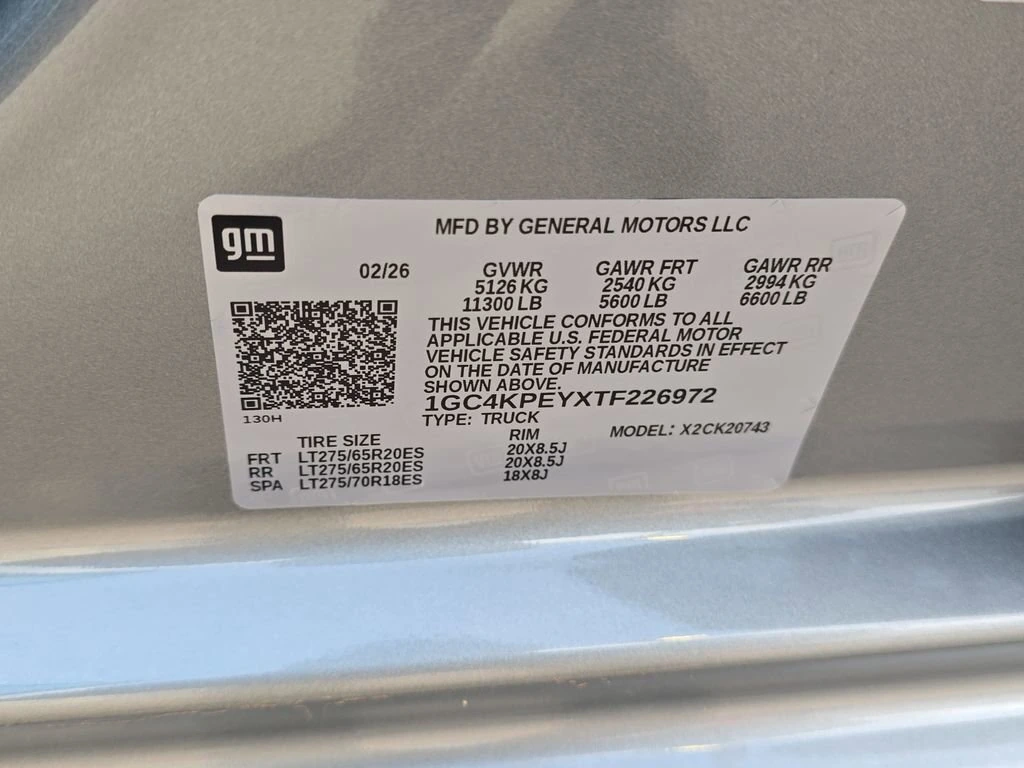 gm
MFD BY GENERAL MOTORS LLC
02/26 GVWR GAWR FRT GAWR RR
5126 KG 2540 KG 2994 KG
11300 LB 5600 LB 6600 LB
THIS VEHICLE CONFORMS TO ALL
APPLICABLE U.S. FEDERAL MOTOR
VEHICLE SAFETY STANDARDS IN EFFECT
ON THE DATE OF MANUFACTURE
SHOWN ABOVE.
1GC4KPEYXTF226972
130H
TYPE: TRUCK MODEL: X2CK20743
TIRE SIZE RIM
FRT LT275/65R20ES 20X8.5J
RR LT275/65R20ES 20X8.5J
SPA LT275/70R18ES 18X8J